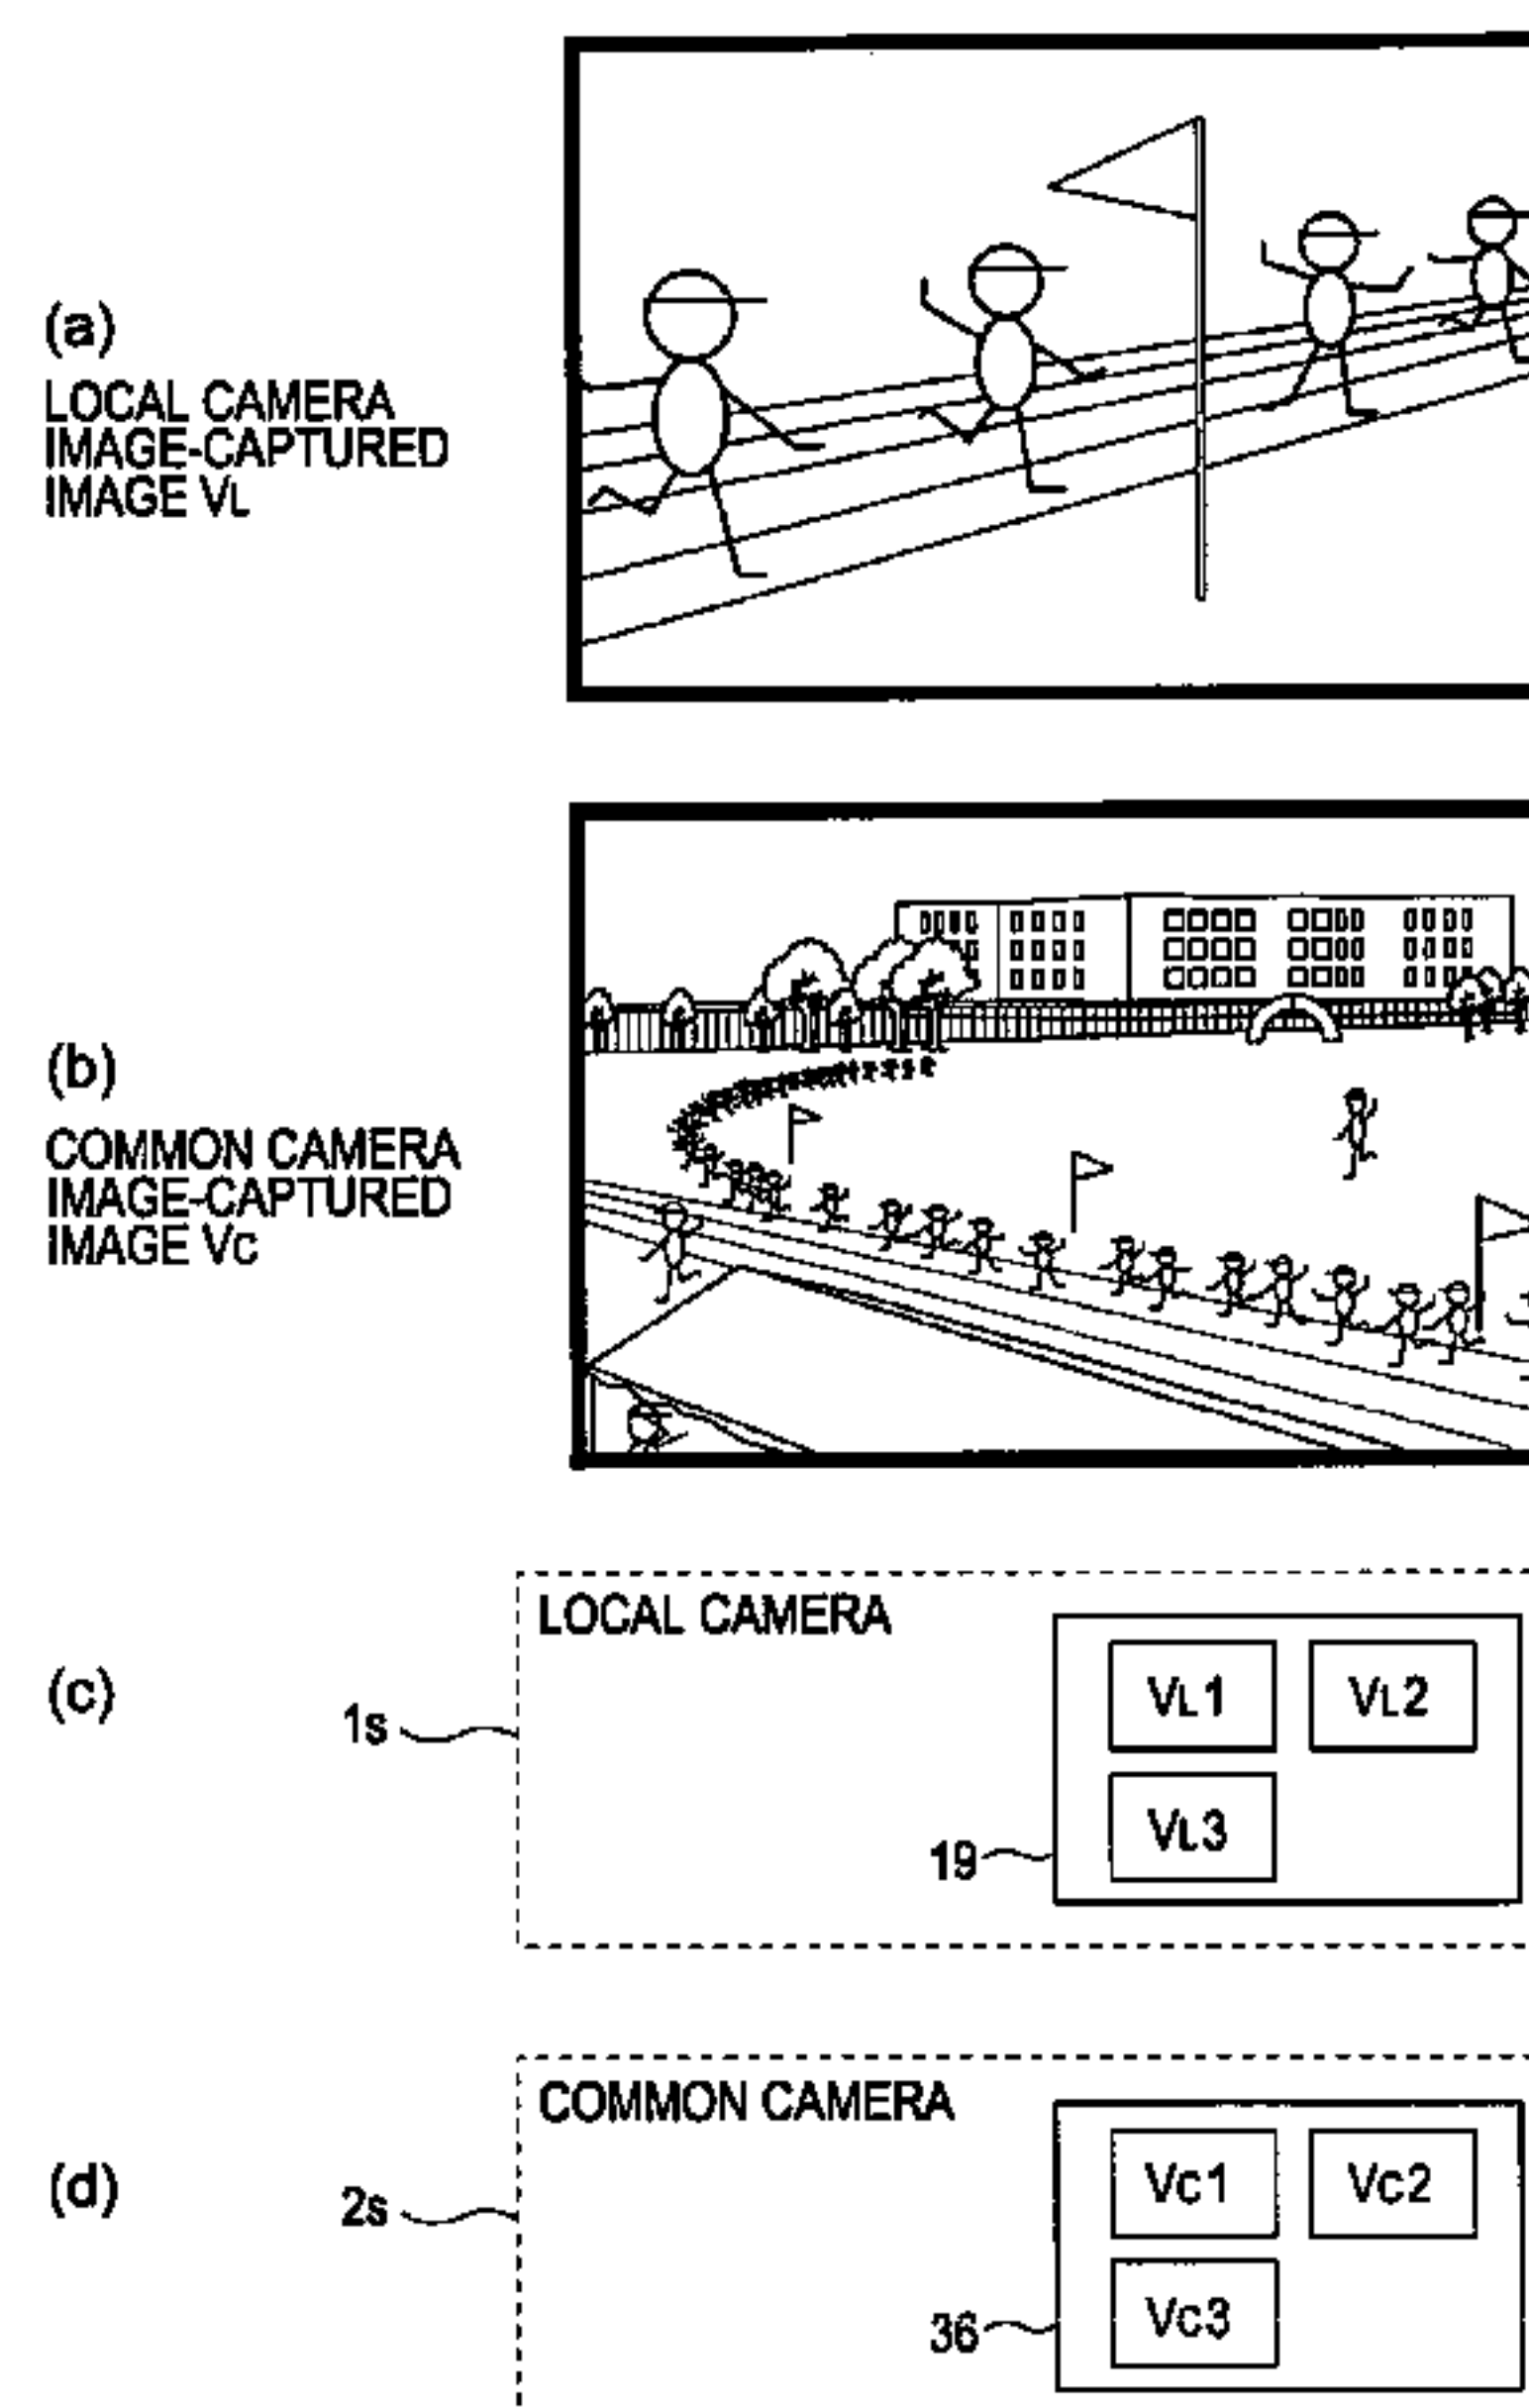 (a)
LOCAL CAMERA
IMAGE-CAPTURED
IMAGE VL
(b)
COMMON CAMERA
IMAGE-CAPTURED
IMAGE VC
(c)
1s
LOCAL CAMERA
VL1 VL2
VL3
19
(d)
2s
COMMON CAMERA
VC1 VC2
VC3
36